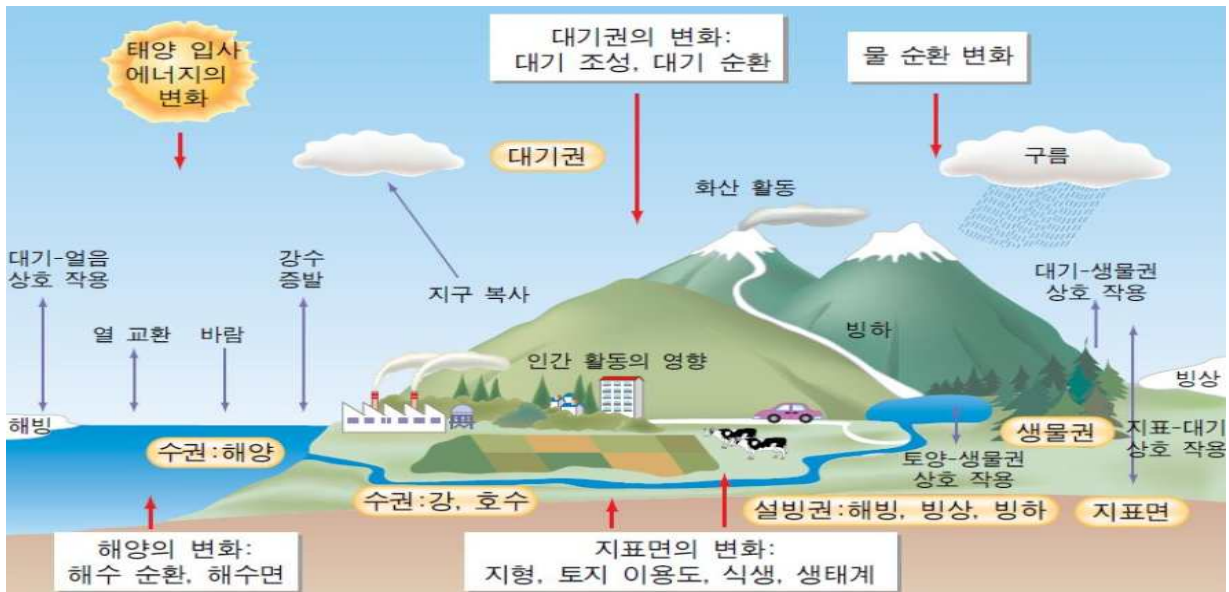 태양 입사
에너지의
변화
대기권의 변화:
대기 조성, 대기 순환
물 순환 변화
대기권
구름
화산 활동
대기-얼음
상호 작용
강수
증발
지구 복사
대기-생물권
상호 작용
열 교환
바람
인간 활동의 영향
빙하
빙상
해빙
수권:해양
생물권
지표-대기
상호 작용
토양-생물권
상호 작용
수권:강, 호수
설빙권:해빙, 빙상, 빙하
지표면
해양의 변화:
해수 순환, 해수면
지표면의 변화:
지형, 토지 이용도, 식생, 생태계